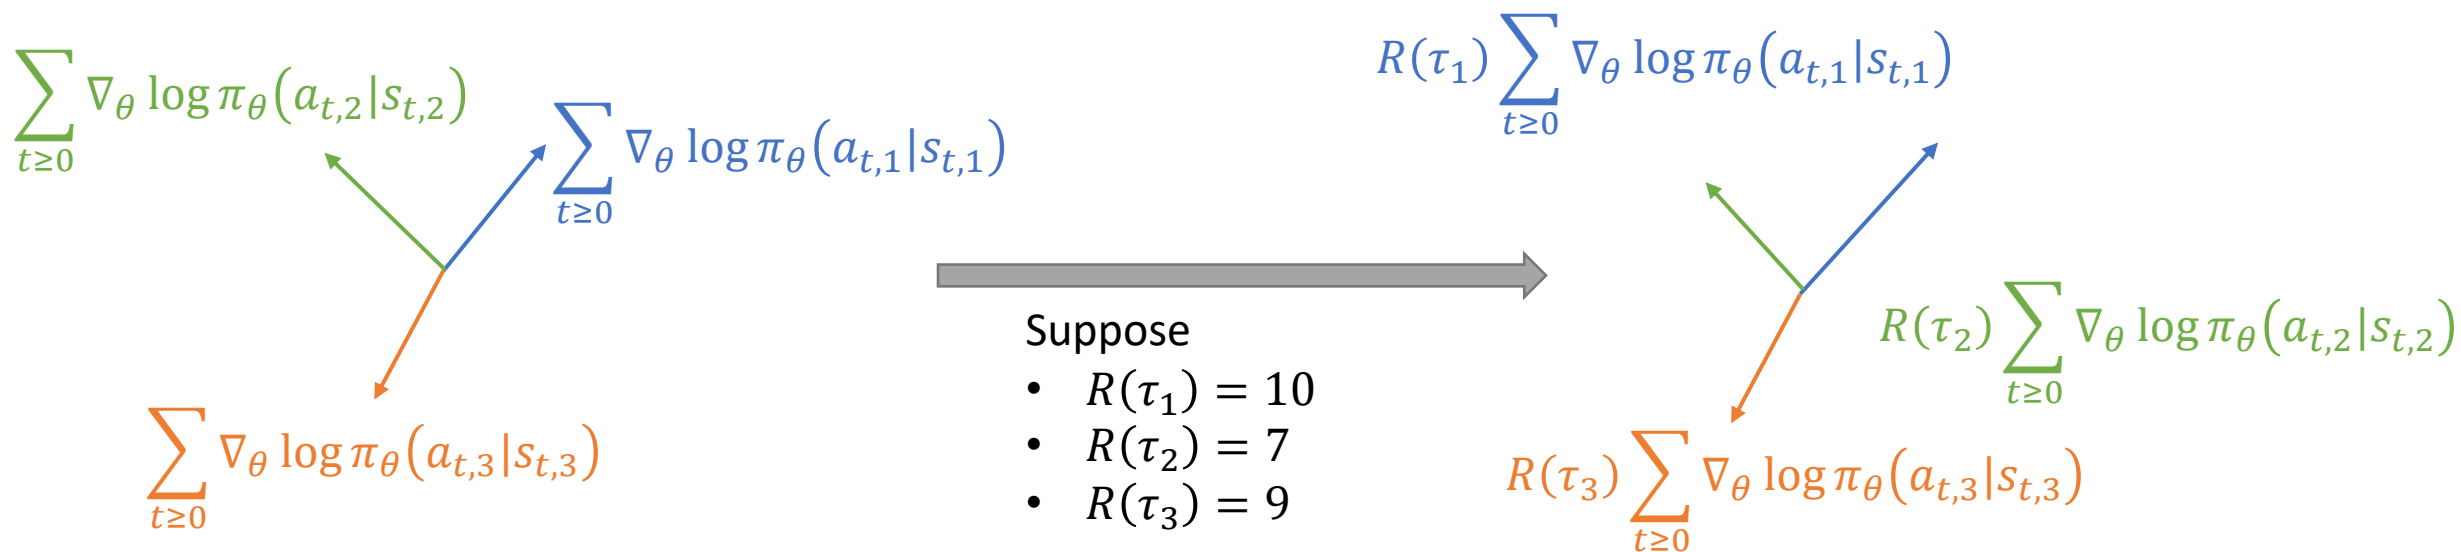 ∑_{t≥0} ∇_θ log π_θ(a_{t,2}|s_{t,2})
∑_{t≥0} ∇_θ log π_θ(a_{t,1}|s_{t,1})
∑_{t≥0} ∇_θ log π_θ(a_{t,3}|s_{t,3})
Suppose
• R(τ_1) = 10
• R(τ_2) = 7
• R(τ_3) = 9
R(τ_1) ∑_{t≥0} ∇_θ log π_θ(a_{t,1}|s_{t,1})
R(τ_2) ∑_{t≥0} ∇_θ log π_θ(a_{t,2}|s_{t,2})
R(τ_3) ∑_{t≥0} ∇_θ log π_θ(a_{t,3}|s_{t,3})